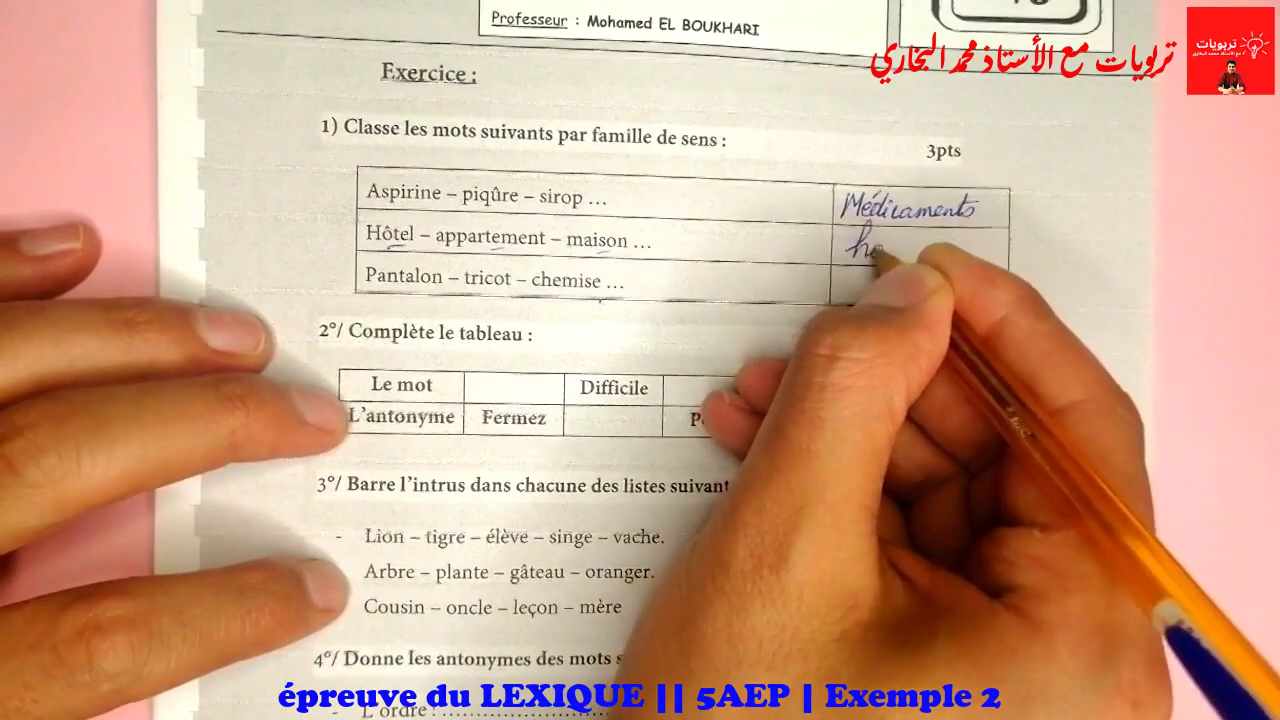 Professeur : Mohamed EL BOUKHARI
تربويات مع الأستاذ محمد البخاري
تربويات
Exercice :
1) Classe les mots suivants par famille de sens :
3pts
Aspirine – piqûre – sirop ...
Médicaments
Hôtel – appartement – maison ...
Pantalon – tricot – chemise ...
2°/ Complète le tableau :
Le mot Difficile
L'antonyme Fermez
3°/ Barre l'intrus dans chacune des listes suivant
- Lion – tigre – élève – singe – vache.
Arbre – plante – gâteau – oranger.
Cousin – oncle – leçon – mère
4°/ Donne les antonymes des mots s
- L'ordre : ................................
épreuve du LEXIQUE || 5AEP | Exemple 2